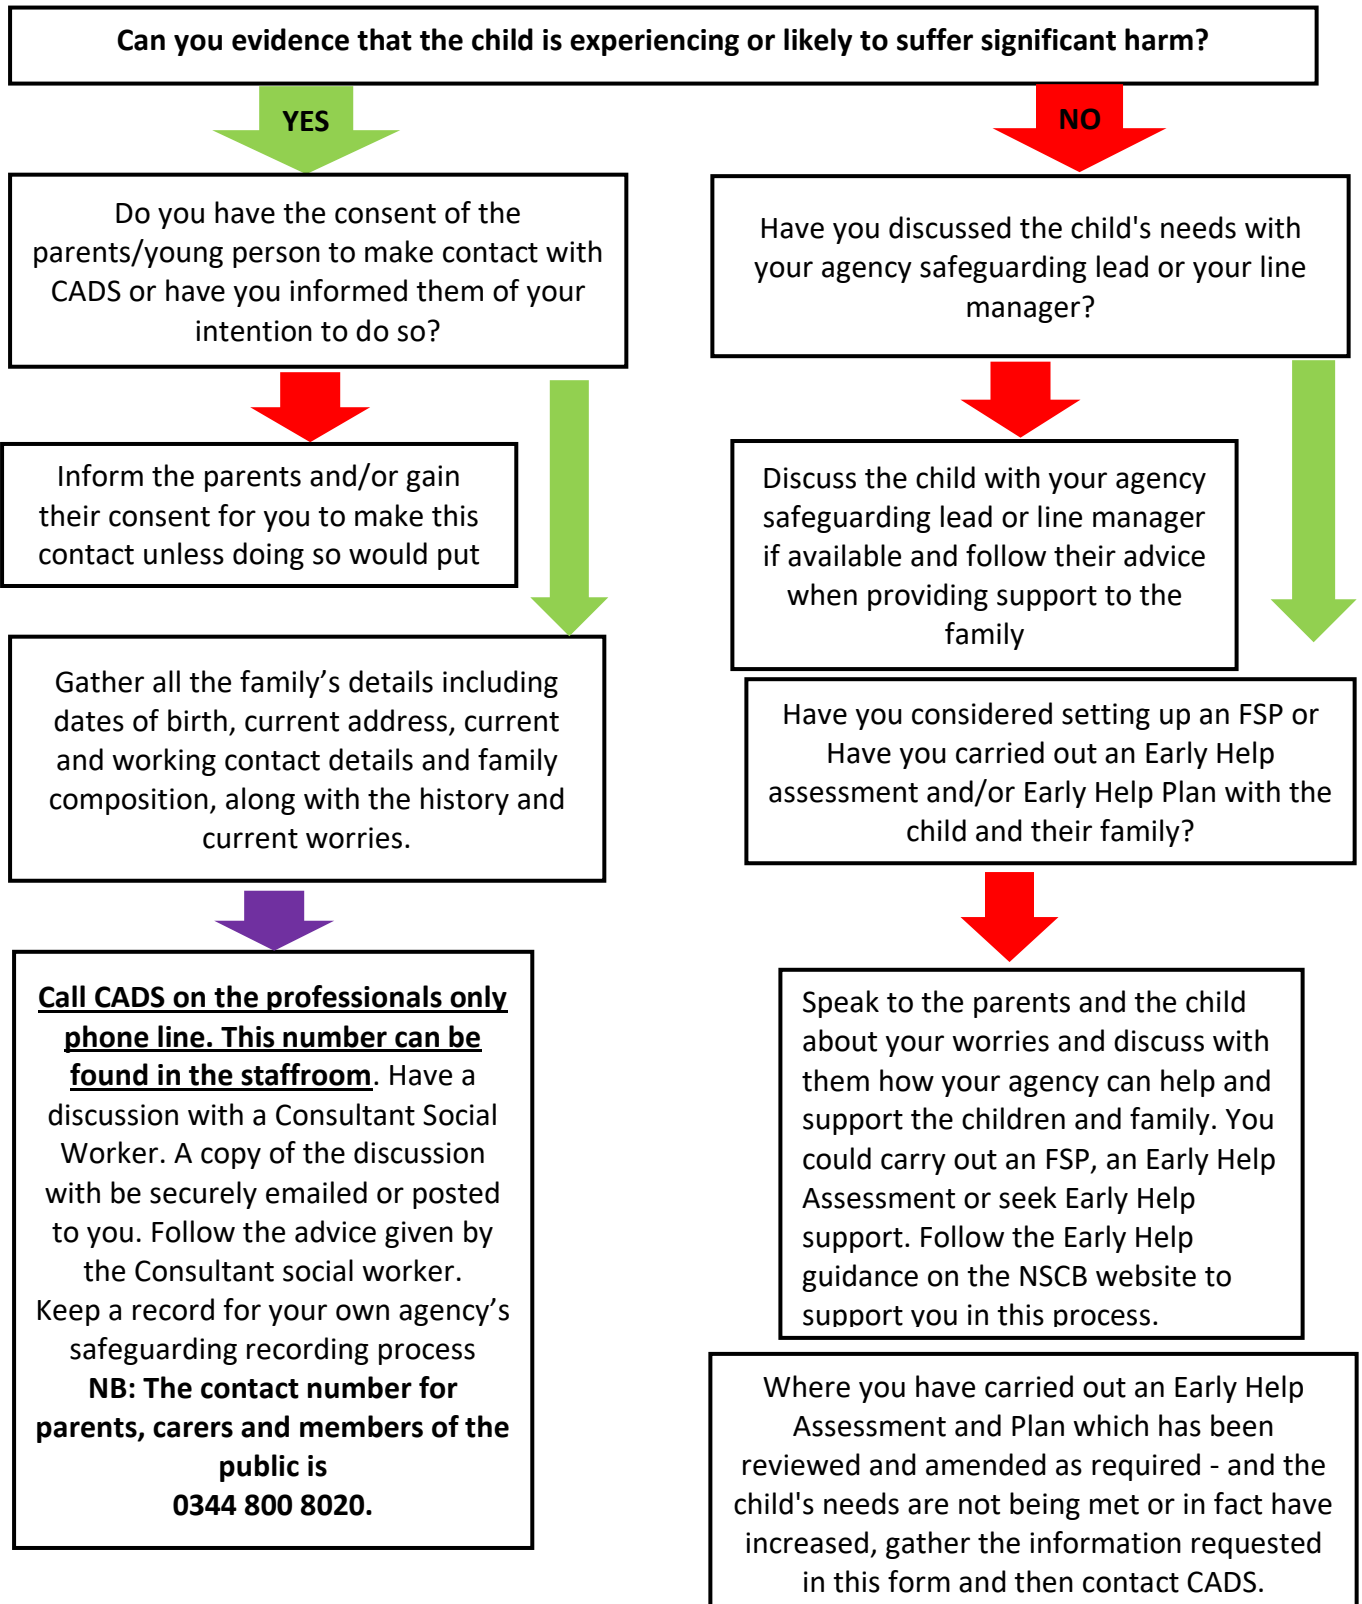 Can you evidence that the child is experiencing or likely to suffer significant harm?
YES
NO
Do you have the consent of the
parents/young person to make contact with
CADS or have you informed them of your
intention to do so?
Have you discussed the child's needs with
your agency safeguarding lead or your line
manager?
Inform the parents and/or gain
their consent for you to make this
contact unless doing so would put
Discuss the child with your agency
safeguarding lead or line manager
if available and follow their advice
when providing support to the
family
Gather all the family’s details including
dates of birth, current address, current
and working contact details and family
composition, along with the history and
current worries.
Have you considered setting up an FSP or
Have you carried out an Early Help
assessment and/or Early Help Plan with the
child and their family?
Call CADS on the professionals only
phone line. This number can be
found in the staffroom. Have a
discussion with a Consultant Social
Worker. A copy of the discussion
with be securely emailed or posted
to you. Follow the advice given by
the Consultant social worker.
Keep a record for your own agency’s
safeguarding recording process
NB: The contact number for
parents, carers and members of the
public is
0344 800 8020.
Speak to the parents and the child
about your worries and discuss with
them how your agency can help and
support the children and family. You
could carry out an FSP, an Early Help
Assessment or seek Early Help
support. Follow the Early Help
guidance on the NSCB website to
support you in this process.
Where you have carried out an Early Help
Assessment and Plan which has been
reviewed and amended as required - and the
child's needs are not being met or in fact have
increased, gather the information requested
in this form and then contact CADS.